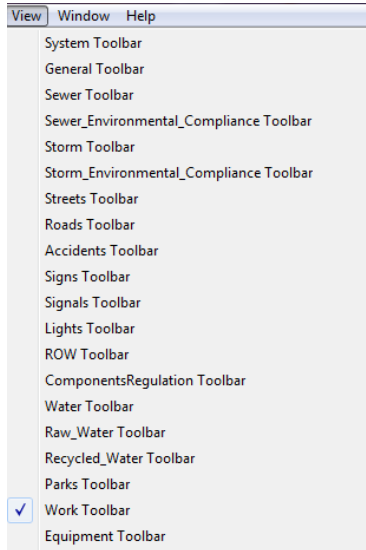 View Window Help
System Toolbar
General Toolbar
Sewer Toolbar
Sewer_Environmental_Compliance Toolbar
Storm Toolbar
Storm_Environmental_Compliance Toolbar
Streets Toolbar
Roads Toolbar
Accidents Toolbar
Signs Toolbar
Signals Toolbar
Lights Toolbar
ROW Toolbar
ComponentsRegulation Toolbar
Water Toolbar
Raw_Water Toolbar
Recycled_Water Toolbar
Parks Toolbar
Work Toolbar
Equipment Toolbar